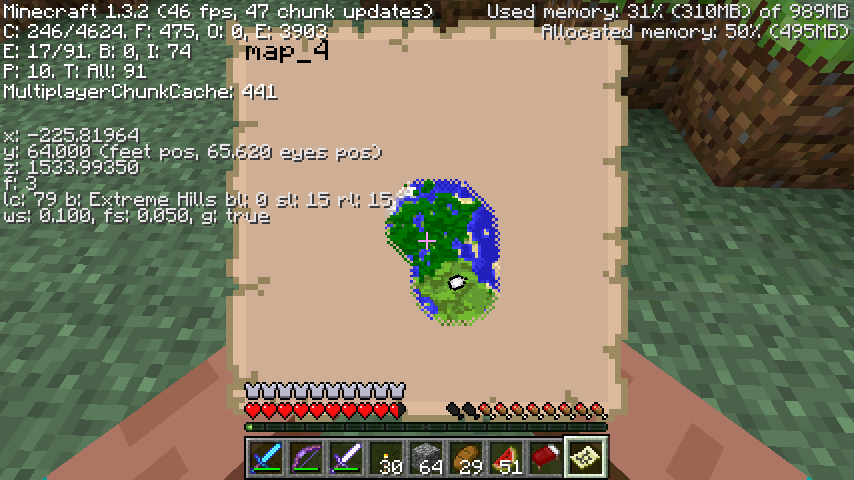 Minecraft 1.3.2 (46 fps, 47 chunk updates)
Used memory: 31% (310MB) of 989MB
C: 246/4624, F: 475, O: 0, E: 3903
Allocated memory: 50% (495MB)
E: 17/91, B: 0, I: 74
map_4
P: 10, T: All: 91
MultiplayerChunkCache: 441
x: -225.81964
y: 64.000 (feet pos, 65.620 eyes pos)
z: 1533.99350
f: 3
lc: 79 b: Extreme Hills bl: 0 sl: 15 rl: 15
ws: 0.100, fs: 0.050, g: true
30 64 29 51